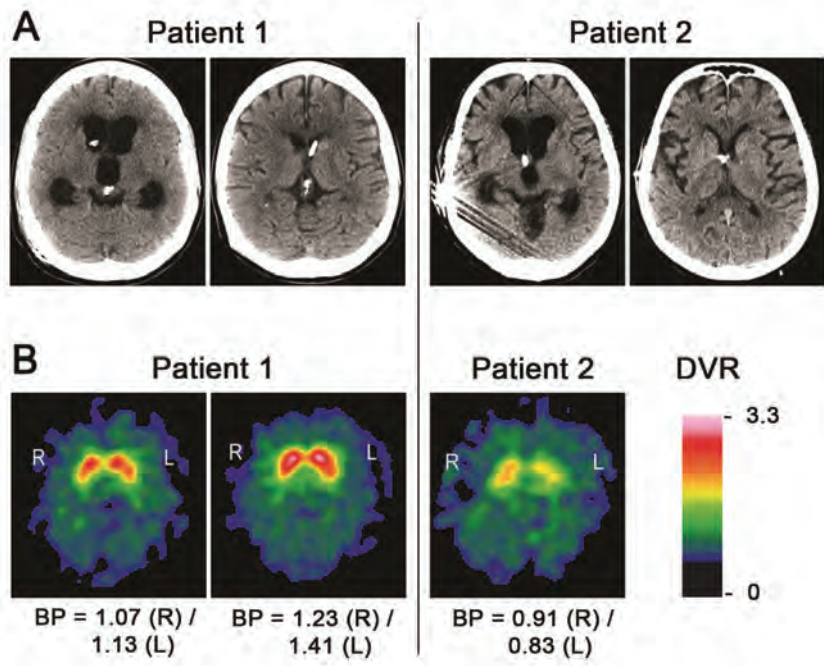 A
Patient 1
Patient 2
B
Patient 1
Patient 2
DVR
R
L
R
L
R
L
3.3
0
BP = 1.07 (R) /
1.13 (L)
BP = 1.23 (R) /
1.41 (L)
BP = 0.91 (R) /
0.83 (L)